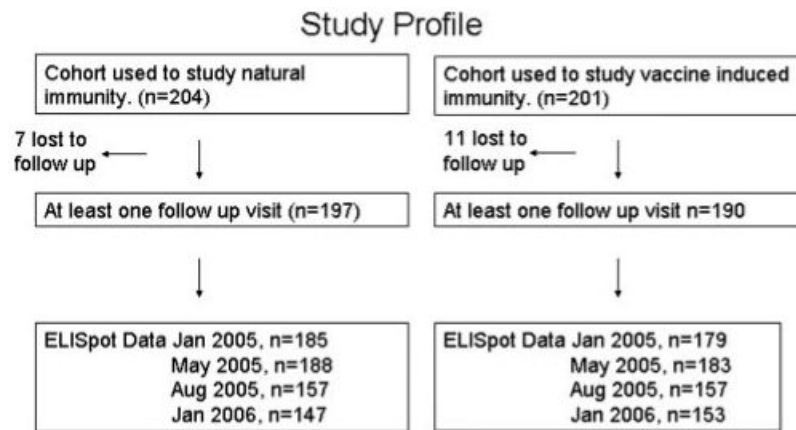 Study Profile
Cohort used to study natural
immunity. (n=204)
7 lost to
follow up
At least one follow up visit (n=197)
ELISpot Data Jan 2005, n=185
May 2005, n=188
Aug 2005, n=157
Jan 2006, n=147
Cohort used to study vaccine induced
immunity. (n=201)
11 lost to
follow up
At least one follow up visit n=190
ELISpot Data Jan 2005, n=179
May 2005, n=183
Aug 2005, n=157
Jan 2006, n=153